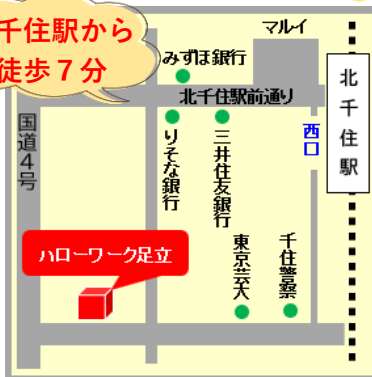 千住駅から
徒歩７分
マルイ
みずほ銀行
北千住駅前通り
北千住駅
西口
国道4号
りそな銀行
三井住友銀行
ハローワーク足立
東京芸大
千住警察